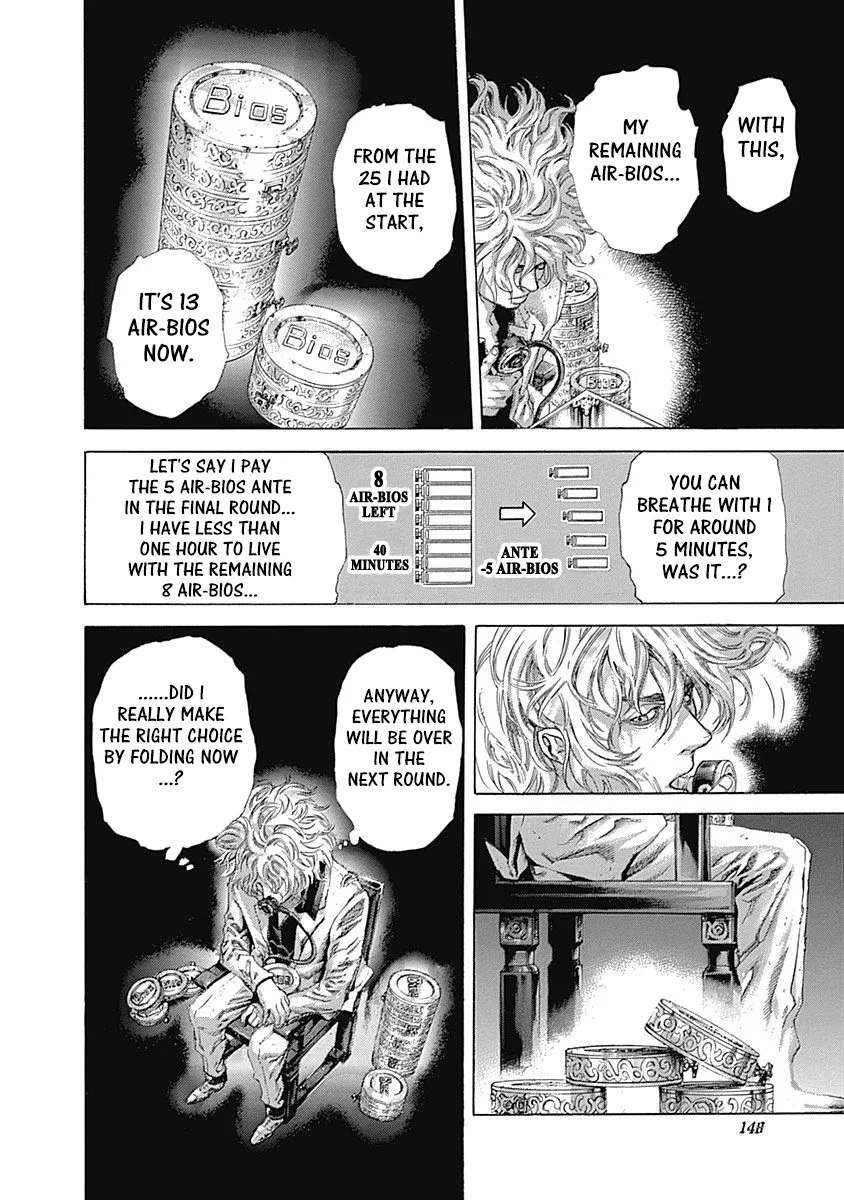 WITH
THIS,
MY
REMAINING
AIR-BIOS...
Bios
FROM THE
25 I HAD
AT THE
START,
Bios
Bios
IT'S 13
AIR-BIOS
NOW.
YOU CAN
BREATHE WITH 1
FOR AROUND
5 MINUTES,
WAS IT...?
8
AIR-BIOS
LEFT
40
MINUTES
ANTE
-5 AIR-BIOS
LET'S SAY I PAY
THE 5 AIR-BIOS ANTE
IN THE FINAL ROUND...
I HAVE LESS THAN
ONE HOUR TO LIVE
WITH THE REMAINING
8 AIR-BIOS...
ANYWAY,
EVERYTHING
WILL BE OVER
IN THE
NEXT ROUND.
......DID I
REALLY MAKE
THE RIGHT CHOICE
BY FOLDING NOW
...?
Bios